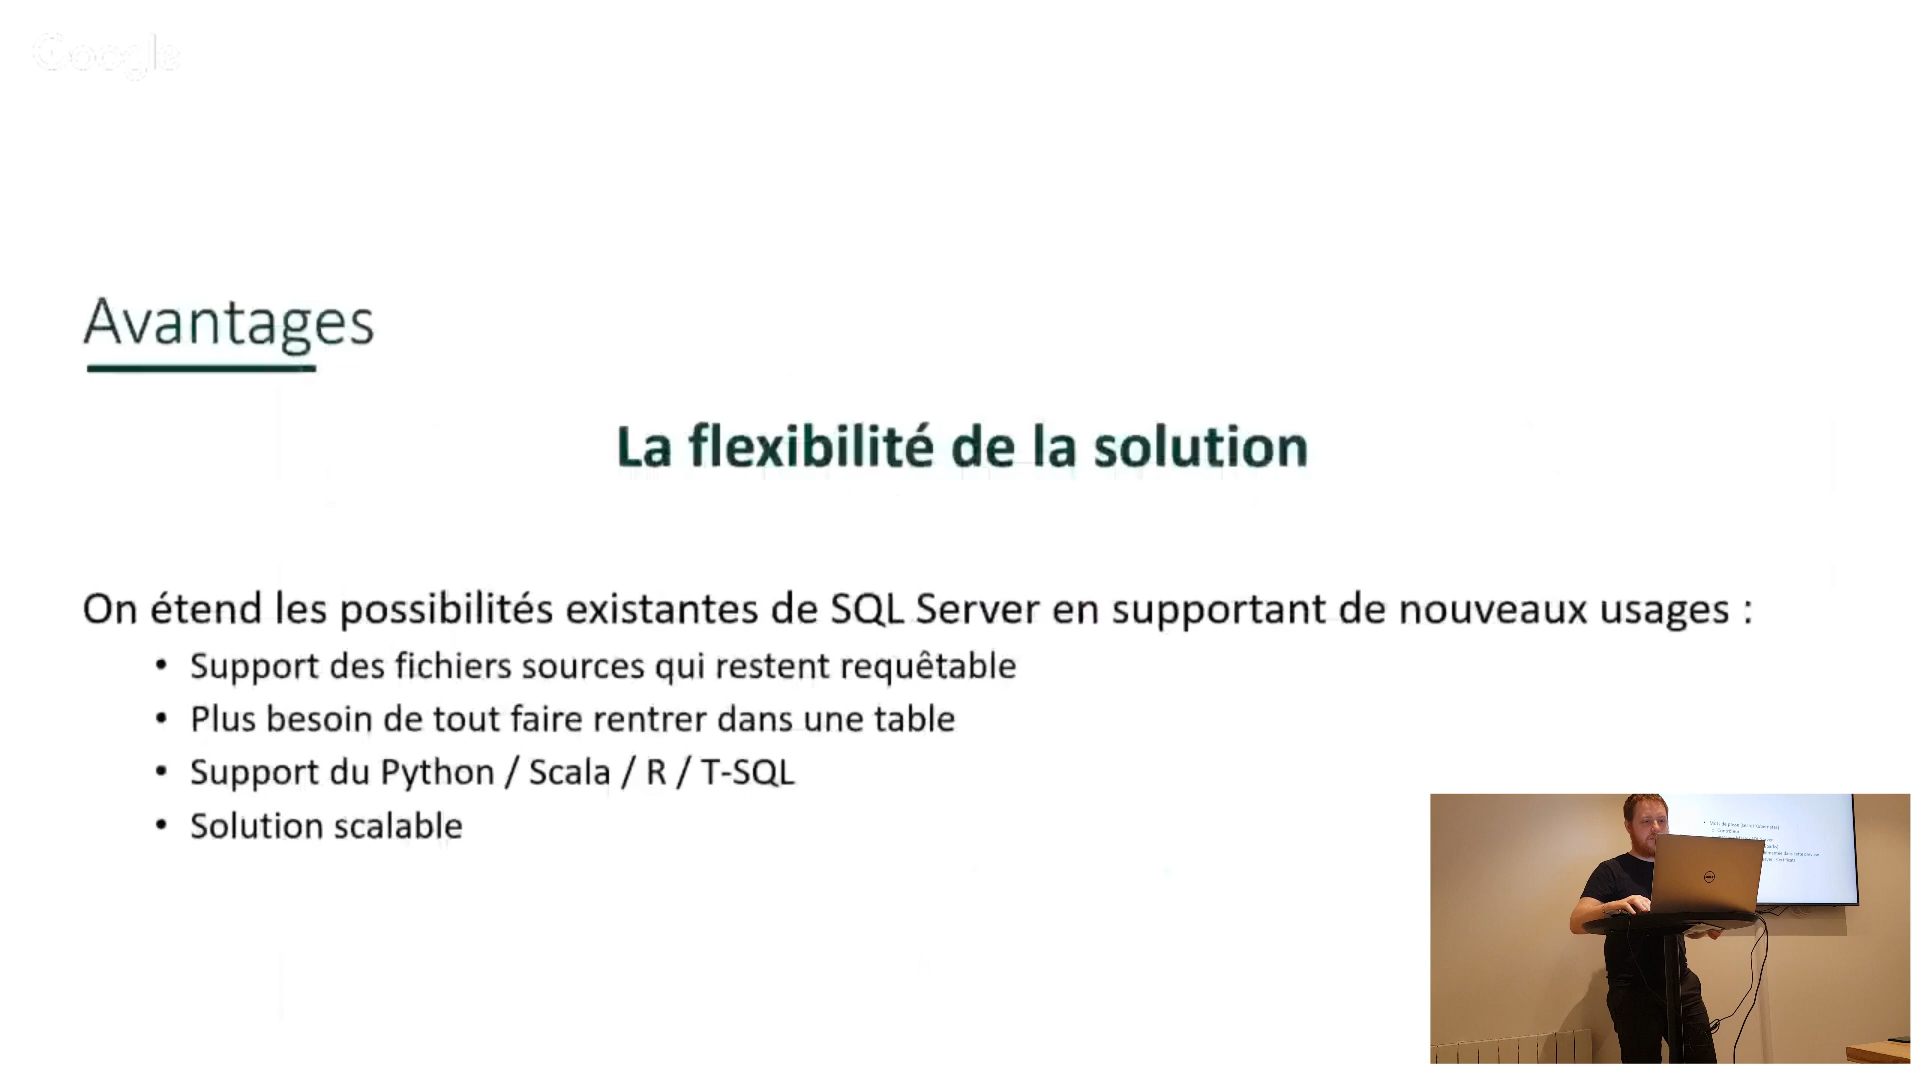 Google
Avantages
La flexibilité de la solution
On étend les possibilités existantes de SQL Server en supportant de nouveaux usages :
• Support des fichiers sources qui restent requêtable
• Plus besoin de tout faire rentrer dans une table
• Support du Python / Scala / R / T-SQL
• Solution scalable
DELL